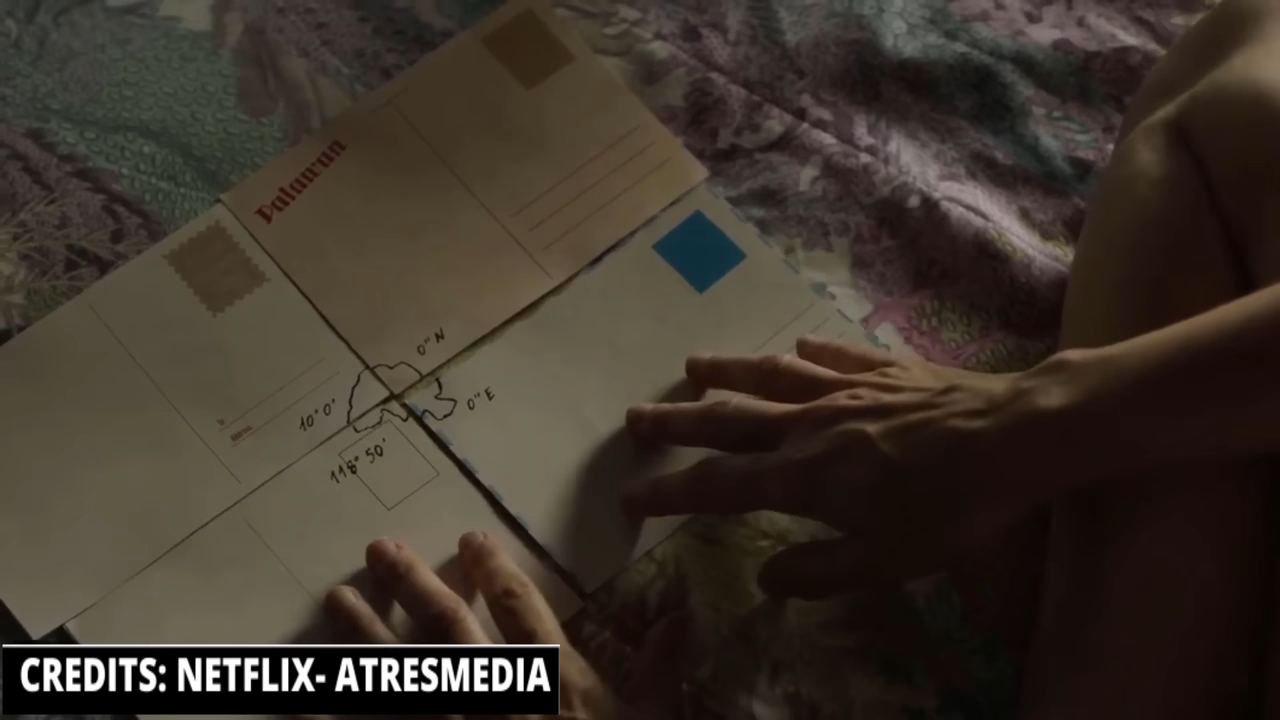 Palawan
0" N
10° 0'
0" E
118° 50'
CREDITS: NETFLIX- ATRESMEDIA